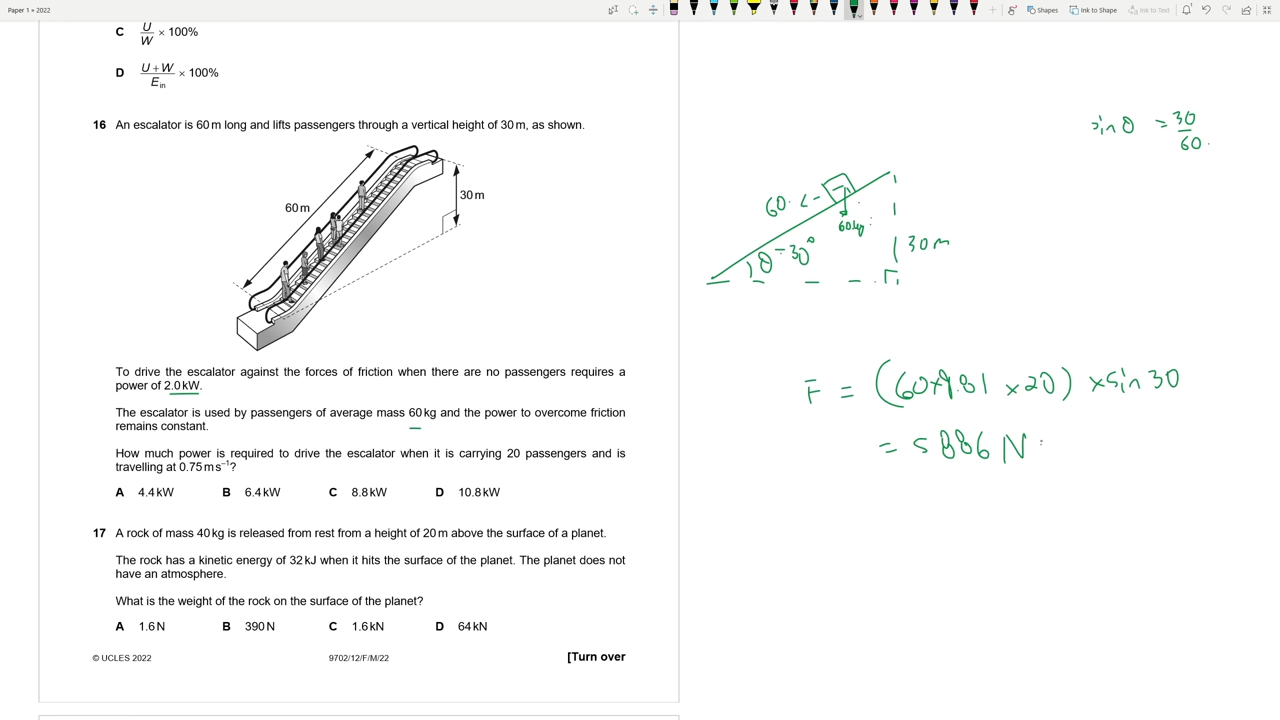 Paper 1 » 2022
Shapes
Ink to Shape
Ink to Text
C U/W × 100%
D U + W/E in × 100%
16 An escalator is 60 m long and lifts passengers through a vertical height of 30 m, as shown.
60 m
30 m
To drive the escalator against the forces of friction when there are no passengers requires a
power of 2.0 kW.
The escalator is used by passengers of average mass 60 kg and the power to overcome friction
remains constant.
How much power is required to drive the escalator when it is carrying 20 passengers and is
travelling at 0.75 m s⁻¹?
A 4.4 kW B 6.4 kW C 8.8 kW D 10.8 kW
17 A rock of mass 40 kg is released from rest from a height of 20 m above the surface of a planet.
The rock has a kinetic energy of 32 kJ when it hits the surface of the planet. The planet does not
have an atmosphere.
What is the weight of the rock on the surface of the planet?
A 1.6 N B 390 N C 1.6 kN D 64 kN
© UCLES 2022 9702/12/F/M/22 [Turn over
sin θ = 30/60
60
60kg
θ = 30°
30 m
F = (60×9.81 ×20) × sin 30
= 5886 N